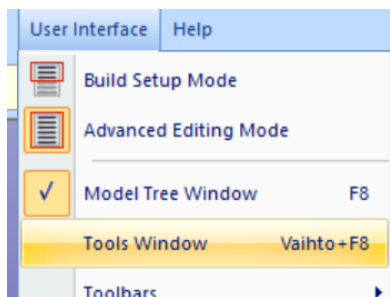 User Interface Help
Build Setup Mode
Advanced Editing Mode
Model Tree Window F8
Tools Window Vaihto+F8
Toolbars